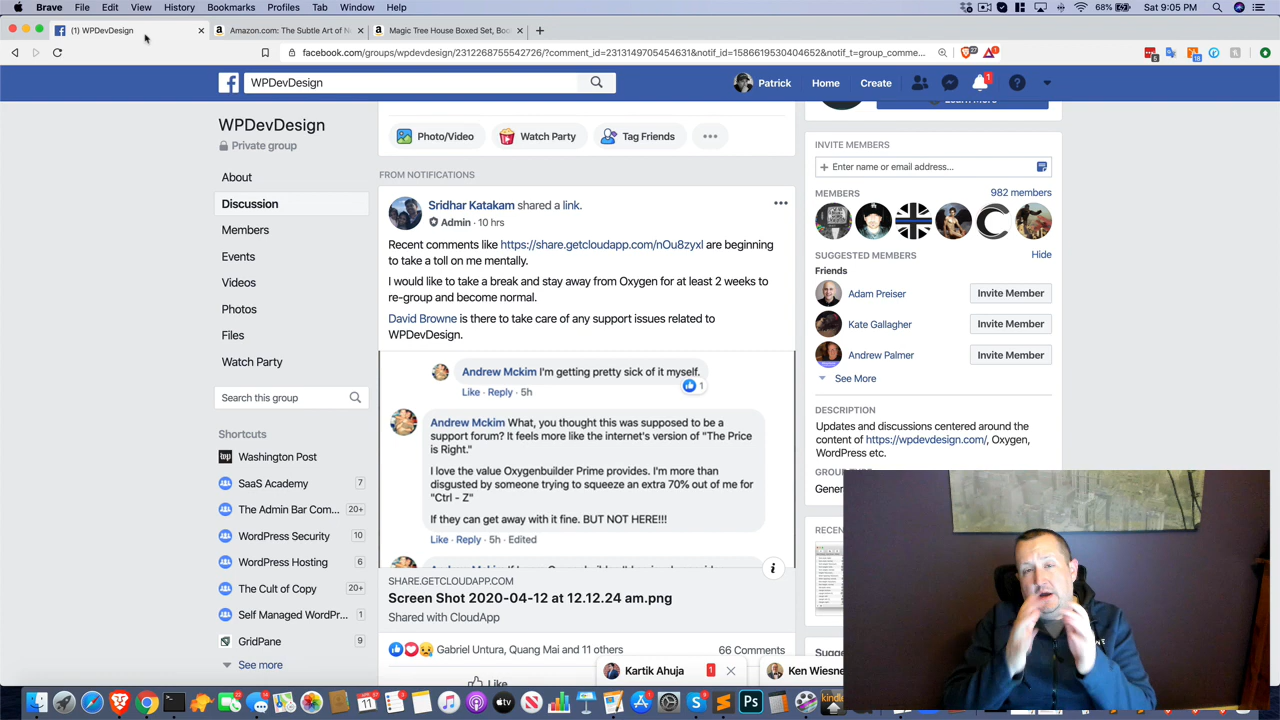 Brave File Edit View History Bookmarks Profiles Tab Window Help
68% Sat 9:05 PM
(1) WPDevDesign
Amazon.com: The Subtle Art of N
Magic Tree House Boxed Set, Boo
facebook.com/groups/wpdevdesign/2312268755542726/?comment_id=2313149705454631&notif_id=1586619530404652&notif_t=group_comme...
27
1
WPDevDesign
Patrick
Home
Create
1
WPDevDesign
Private group
About
Discussion
Members
Events
Videos
Photos
Files
Watch Party
Search this group
Shortcuts
Washington Post
SaaS Academy 7
The Admin Bar Com... 20+
WordPress Security 10
WordPress Hosting 6
The Cult of Copy 20+
Self Managed WordPr... 1
GridPane 9
See more
Photo/Video
Watch Party
Tag Friends
FROM NOTIFICATIONS
Sridhar Katakam shared a link.
Admin · 10 hrs
Recent comments like https://share.getcloudapp.com/nOu8zyxl are beginning
to take a toll on me mentally.
I would like to take a break and stay away from Oxygen for at least 2 weeks to
re-group and become normal.
David Browne is there to take care of any support issues related to
WPDevDesign.
Andrew Mckim I'm getting pretty sick of it myself.
1
Like · Reply · 5h
Andrew Mckim What, you thought this was supposed to be a
support forum? It feels more like the internet's version of "The Price
is Right."
I love the value Oxygenbuilder Prime provides. I'm more than
disgusted by someone trying to squeeze an extra 70% out of me for
"Ctrl - Z"
If they can get away with it fine. BUT NOT HERE!!!
Like · Reply · 5h · Edited
SHARE.GETCLOUDAPP.COM
Screen Shot 2020-04-12 at 12.12.24 am.png
Shared with CloudApp
Gabriel Untura, Quang Mai and 11 others
66 Comments
Like
Kartik Ahuja 1
Ken Wiesne
Learn More
INVITE MEMBERS
Enter name or email address...
MEMBERS
982 members
SUGGESTED MEMBERS
Hide
Friends
Adam Preiser
Invite Member
Kate Gallagher
Invite Member
Andrew Palmer
Invite Member
See More
DESCRIPTION
Updates and discussions centered around the
content of https://wpdevdesign.com/, Oxygen,
WordPress etc.
GROUP
Gener
RECEN
Sugge
kindle